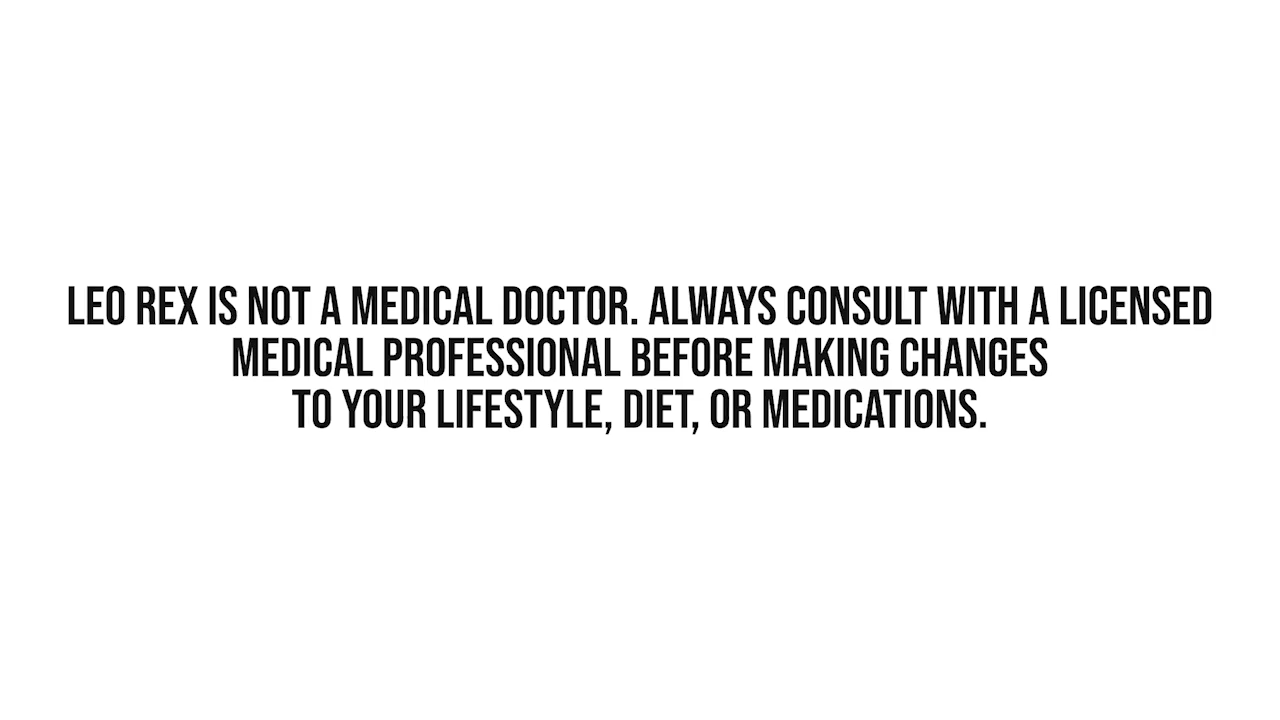 LEO REX IS NOT A MEDICAL DOCTOR. ALWAYS CONSULT WITH A LICENSED
MEDICAL PROFESSIONAL BEFORE MAKING CHANGES
TO YOUR LIFESTYLE, DIET, OR MEDICATIONS.